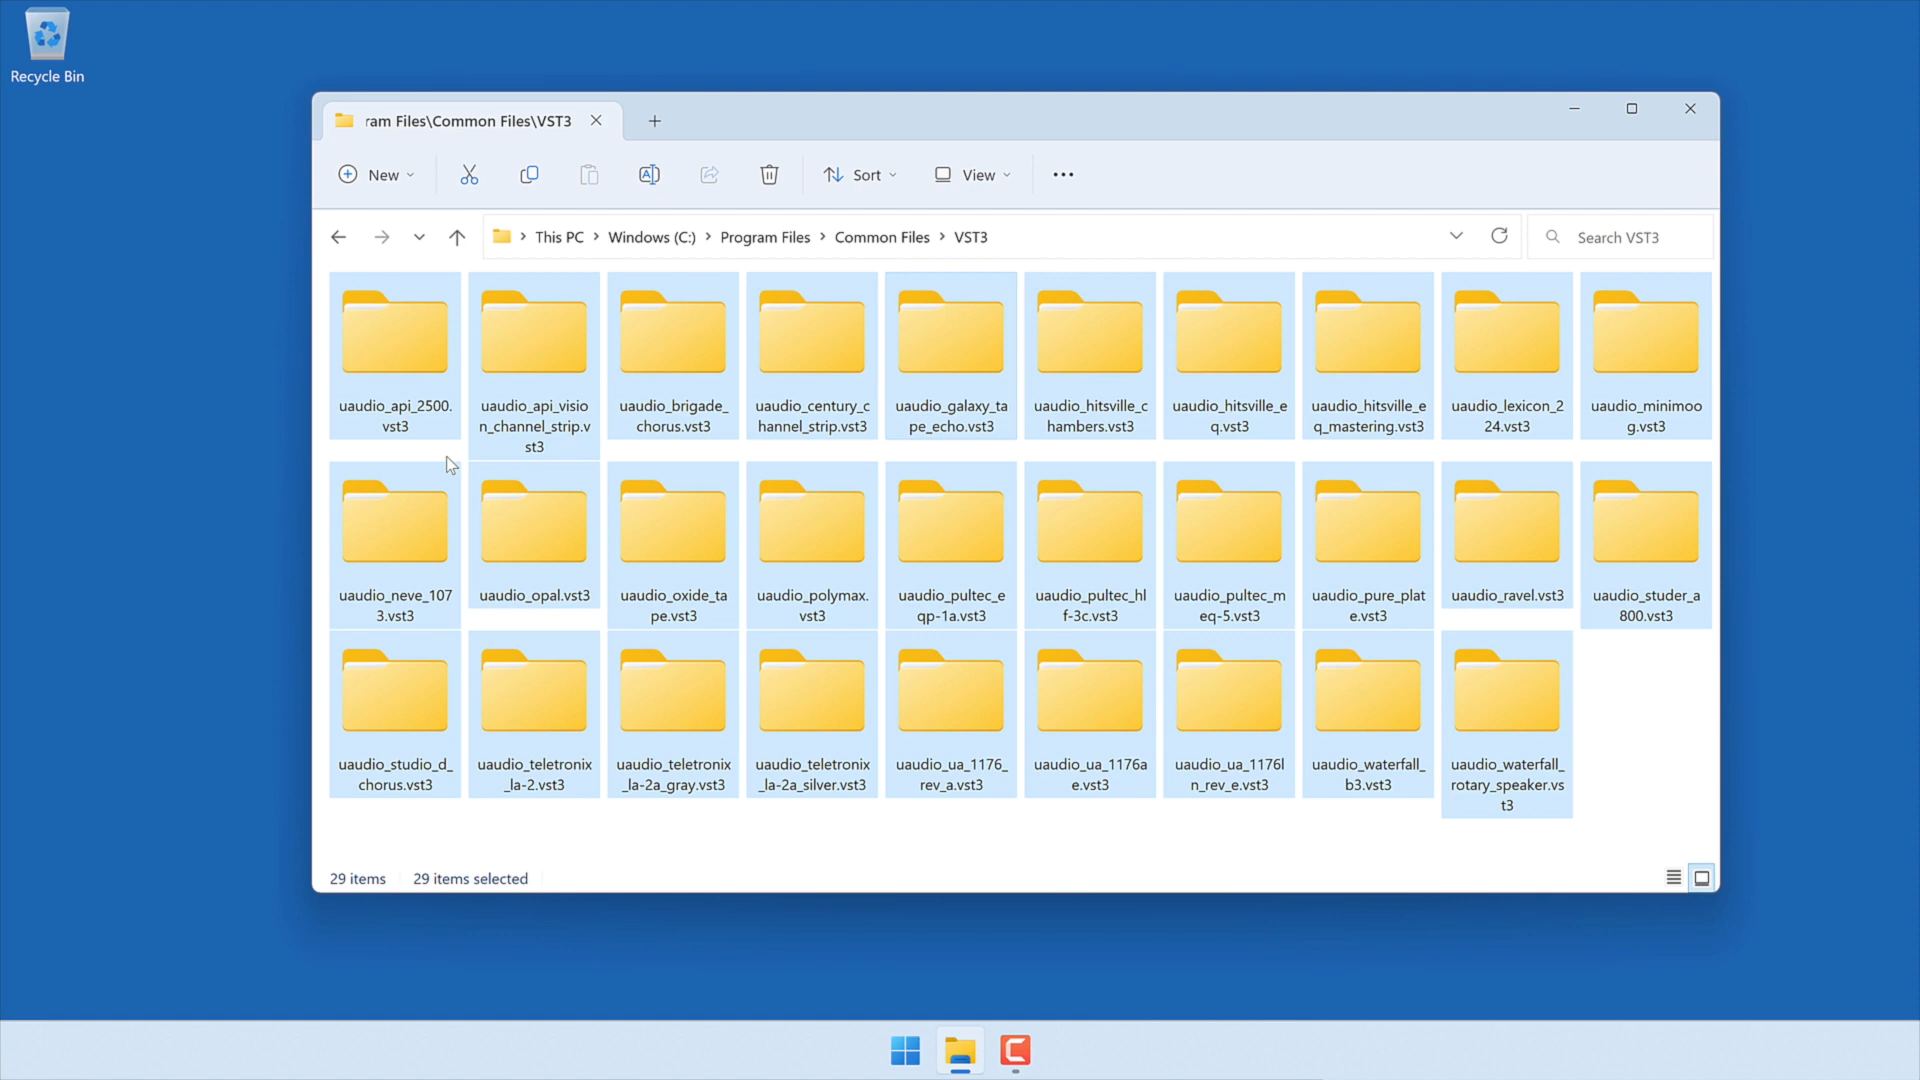 Recycle Bin
ram Files\Common Files\VST3
New
Sort
View
This PC
Windows (C:)
Program Files
Common Files
VST3
Search VST3
uaudio_api_2500.
vst3
uaudio_api_visio
n_channel_strip.v
st3
uaudio_brigade_
chorus.vst3
uaudio_century_c
hannel_strip.vst3
uaudio_galaxy_ta
pe_echo.vst3
uaudio_hitsville_c
hambers.vst3
uaudio_hitsville_e
q.vst3
uaudio_hitsville_e
q_mastering.vst3
uaudio_lexicon_2
24.vst3
uaudio_minimoo
g.vst3
uaudio_neve_107
3.vst3
uaudio_opal.vst3
uaudio_oxide_ta
pe.vst3
uaudio_polymax.
vst3
uaudio_pultec_e
qp-1a.vst3
uaudio_pultec_hl
f-3c.vst3
uaudio_pultec_m
eq-5.vst3
uaudio_pure_plat
e.vst3
uaudio_ravel.vst3
uaudio_studer_a
800.vst3
uaudio_studio_d_
chorus.vst3
uaudio_teletronix
_la-2.vst3
uaudio_teletronix
_la-2a_gray.vst3
uaudio_teletronix
_la-2a_silver.vst3
uaudio_ua_1176_
rev_a.vst3
uaudio_ua_1176a
e.vst3
uaudio_ua_1176l
n_rev_e.vst3
uaudio_waterfall_
b3.vst3
uaudio_waterfall_
rotary_speaker.vs
t3
29 items
29 items selected